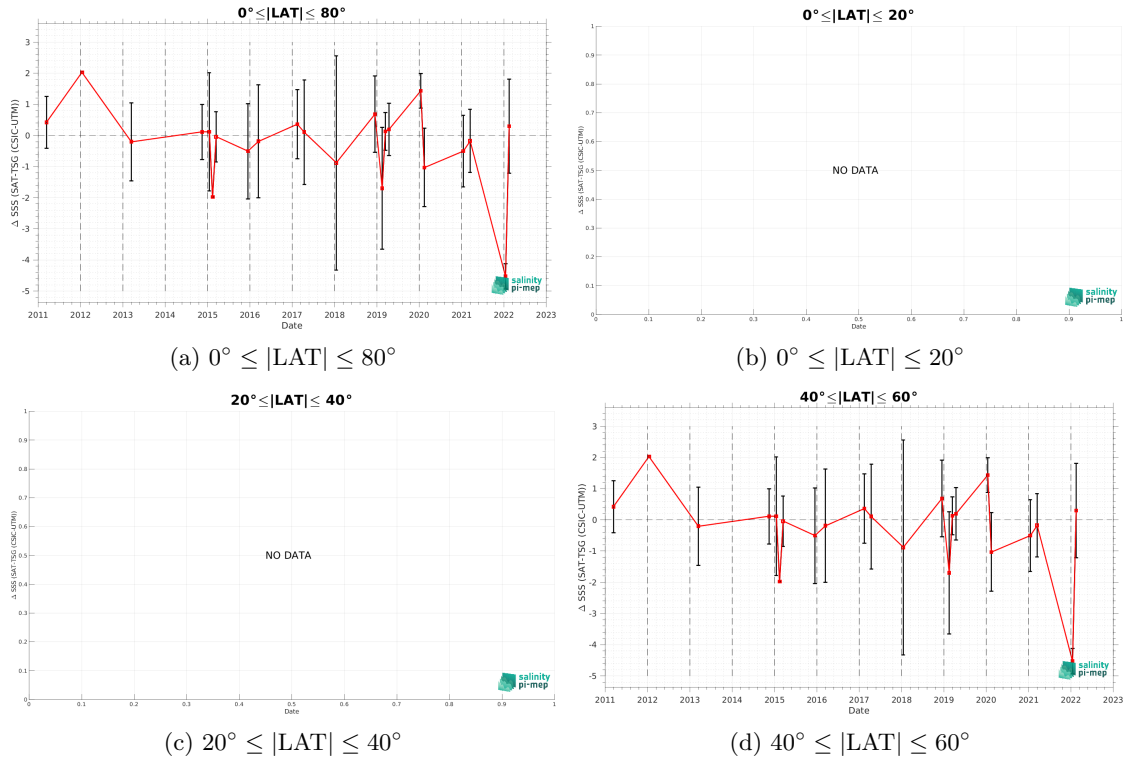 0°≤|LAT|≤ 80°
Δ SSS (SAT-TSG (CSIC-UTM))
3
2
1
0
-1
-2
-3
-4
-5
2011 2012 2013 2014 2015 2016 2017 2018 2019 2020 2021 2022 2023
Date
salinity
pi-mep
(a) 0° ≤ |LAT| ≤ 80°
0°≤|LAT|≤ 20°
Δ SSS (SAT-TSG (CSIC-UTM))
1
0.9
0.8
0.7
0.6
0.5
0.4
0.3
0.2
0.1
0
NO DATA
0 0.1 0.2 0.3 0.4 0.5 0.6 0.7 0.8 0.9 1
Date
salinity
pi-mep
(b) 0° ≤ |LAT| ≤ 20°
20°≤|LAT|≤ 40°
Δ SSS (SAT-TSG (CSIC-UTM))
1
0.9
0.8
0.7
0.6
0.5
0.4
0.3
0.2
0.1
0
NO DATA
0 0.1 0.2 0.3 0.4 0.5 0.6 0.7 0.8 0.9 1
Date
salinity
pi-mep
(c) 20° ≤ |LAT| ≤ 40°
40°≤|LAT|≤ 60°
Δ SSS (SAT-TSG (CSIC-UTM))
3
2
1
0
-1
-2
-3
-4
-5
2011 2012 2013 2014 2015 2016 2017 2018 2019 2020 2021 2022 2023
Date
salinity
pi-mep
(d) 40° ≤ |LAT| ≤ 60°